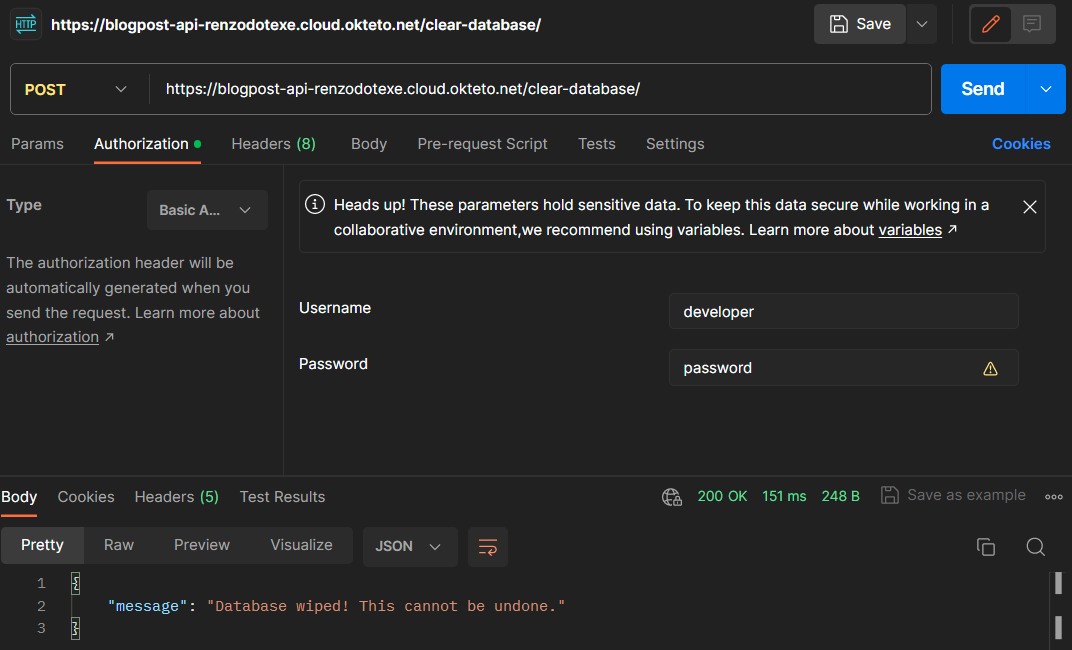 HTTP https://blogpost-api-renzodotexe.cloud.okteto.net/clear-database/ Save
POST https://blogpost-api-renzodotexe.cloud.okteto.net/clear-database/ Send
Params Authorization Headers (8) Body Pre-request Script Tests Settings Cookies
Type Basic A...
The authorization header will be
automatically generated when you
send the request. Learn more about
authorization ↗
Heads up! These parameters hold sensitive data. To keep this data secure while working in a
collaborative environment,we recommend using variables. Learn more about variables ↗
Username developer
Password password
Body Cookies Headers (5) Test Results 200 OK 151 ms 248 B Save as example
Pretty Raw Preview Visualize JSON
1 {
2 "message": "Database wiped! This cannot be undone."
3 }